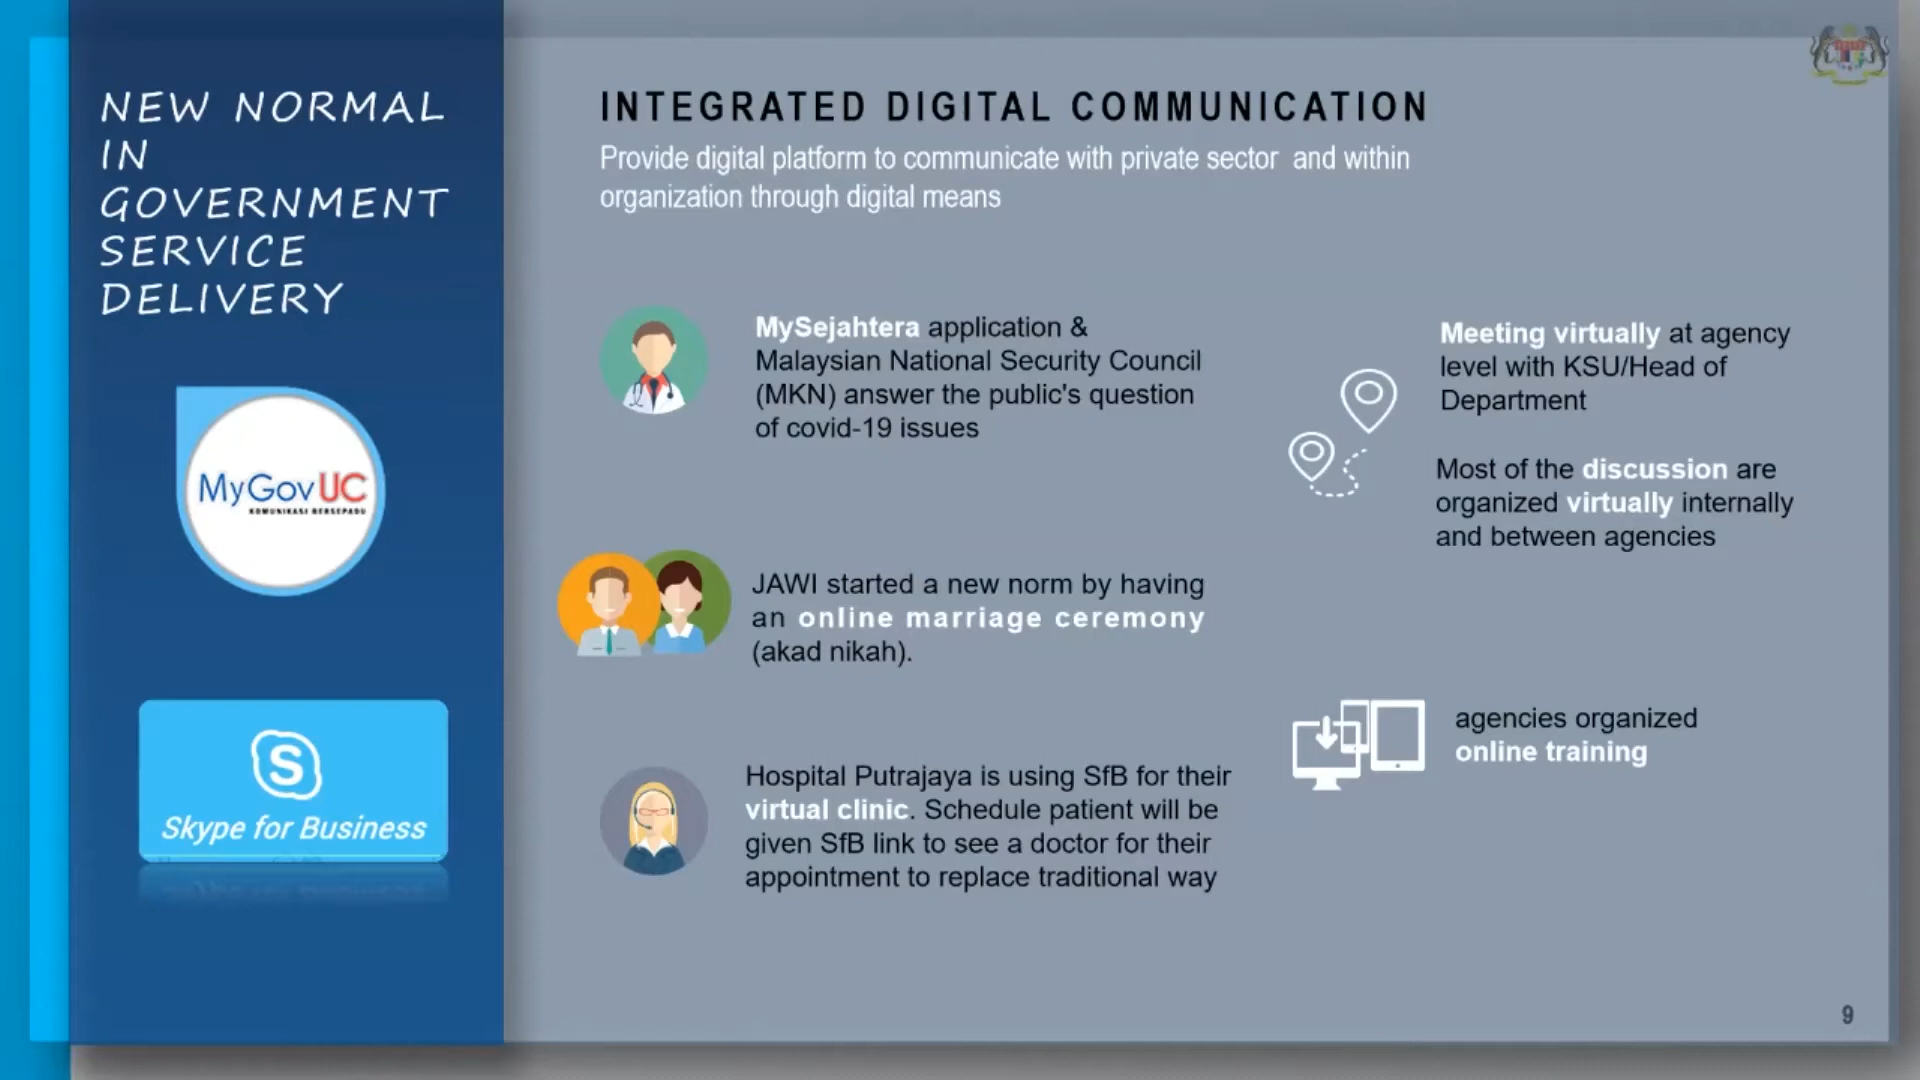 NEW NORMAL
IN
GOVERNMENT
SERVICE
DELIVERY
MyGovUC
KOMUNIKASI BERSEPADU
S
Skype for Business
INTEGRATED DIGITAL COMMUNICATION
Provide digital platform to communicate with private sector and within
organization through digital means
MySejahtera application &
Malaysian National Security Council
(MKN) answer the public's question
of covid-19 issues
JAWI started a new norm by having
an online marriage ceremony
(akad nikah).
Hospital Putrajaya is using SfB for their
virtual clinic. Schedule patient will be
given SfB link to see a doctor for their
appointment to replace traditional way
Meeting virtually at agency
level with KSU/Head of
Department
Most of the discussion are
organized virtually internally
and between agencies
agencies organized
online training
9